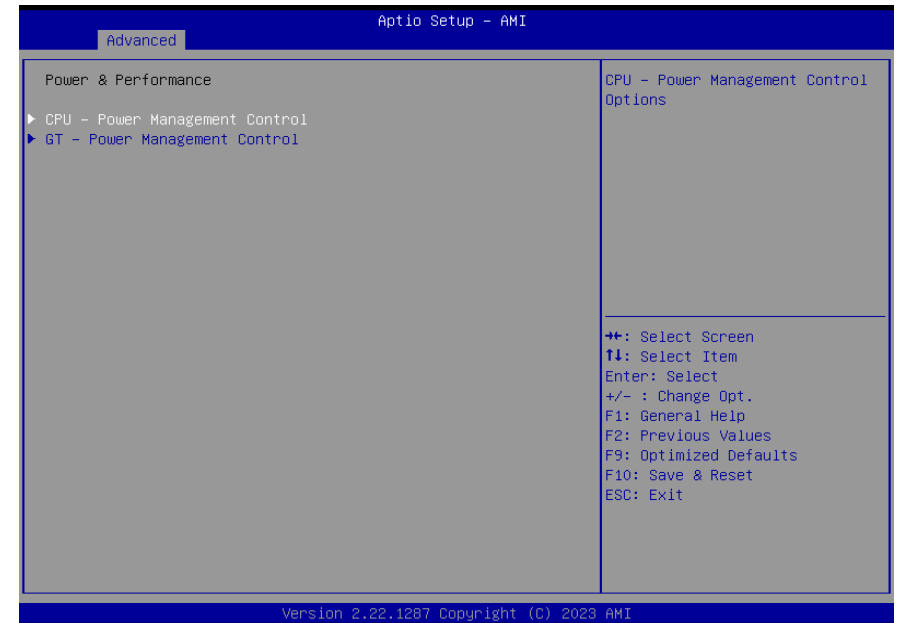 Aptio Setup – AMI
Advanced
Power & Performance
▶ CPU – Power Management Control
▶ GT – Power Management Control
CPU – Power Management Control
Options
→←: Select Screen
↑↓: Select Item
Enter: Select
+/- : Change Opt.
F1: General Help
F2: Previous Values
F9: Optimized Defaults
F10: Save & Reset
ESC: Exit
Version 2.22.1287 Copyright (C) 2023 AMI